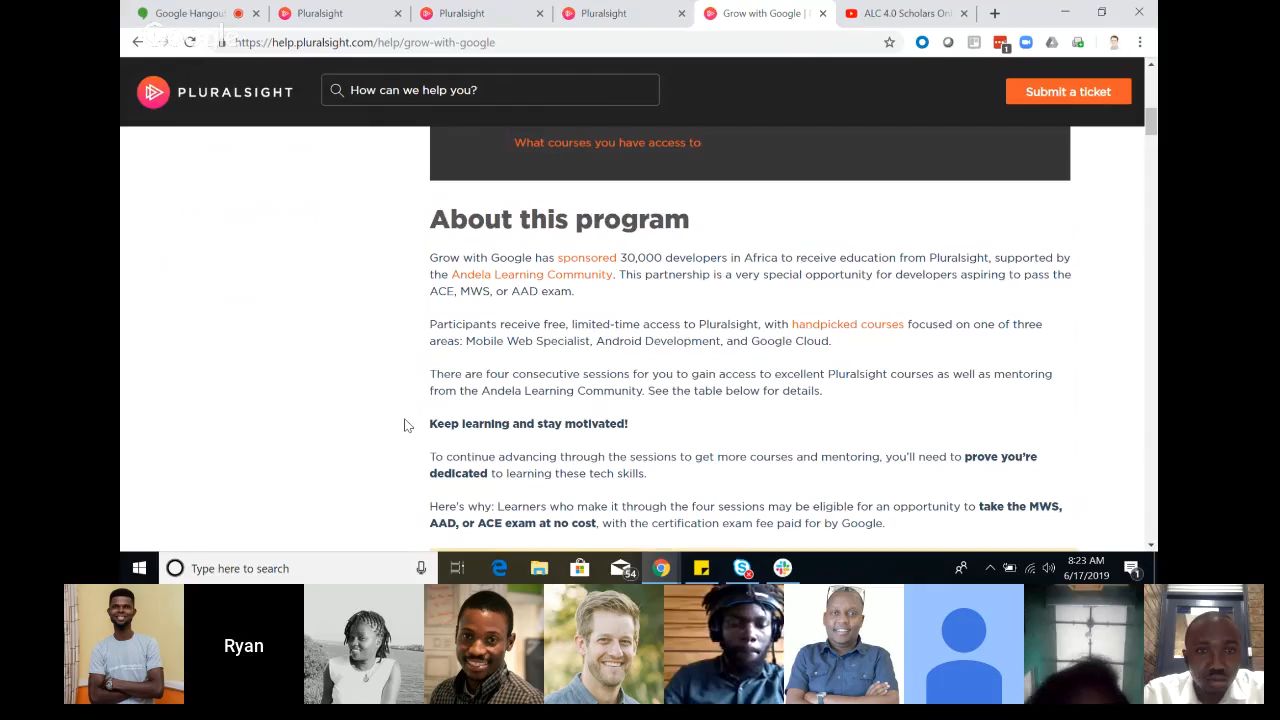 Google Hangout
Pluralsight
Pluralsight
Pluralsight
Grow with Google |
ALC 4.0 Scholars Onl
Google
https://help.pluralsight.com/help/grow-with-google
1
PLURALSIGHT
How can we help you?
Submit a ticket
What courses you have access to
About this program
Grow with Google has sponsored 30,000 developers in Africa to receive education from Pluralsight, supported by
the Andela Learning Community. This partnership is a very special opportunity for developers aspiring to pass the
ACE, MWS, or AAD exam.
Participants receive free, limited-time access to Pluralsight, with handpicked courses focused on one of three
areas: Mobile Web Specialist, Android Development, and Google Cloud.
There are four consecutive sessions for you to gain access to excellent Pluralsight courses as well as mentoring
from the Andela Learning Community. See the table below for details.
Keep learning and stay motivated!
To continue advancing through the sessions to get more courses and mentoring, you'll need to prove you're
dedicated to learning these tech skills.
Here's why: Learners who make it through the four sessions may be eligible for an opportunity to take the MWS,
AAD, or ACE exam at no cost, with the certification exam fee paid for by Google.
Type here to search
54
8:23 AM
6/17/2019
1
Ryan